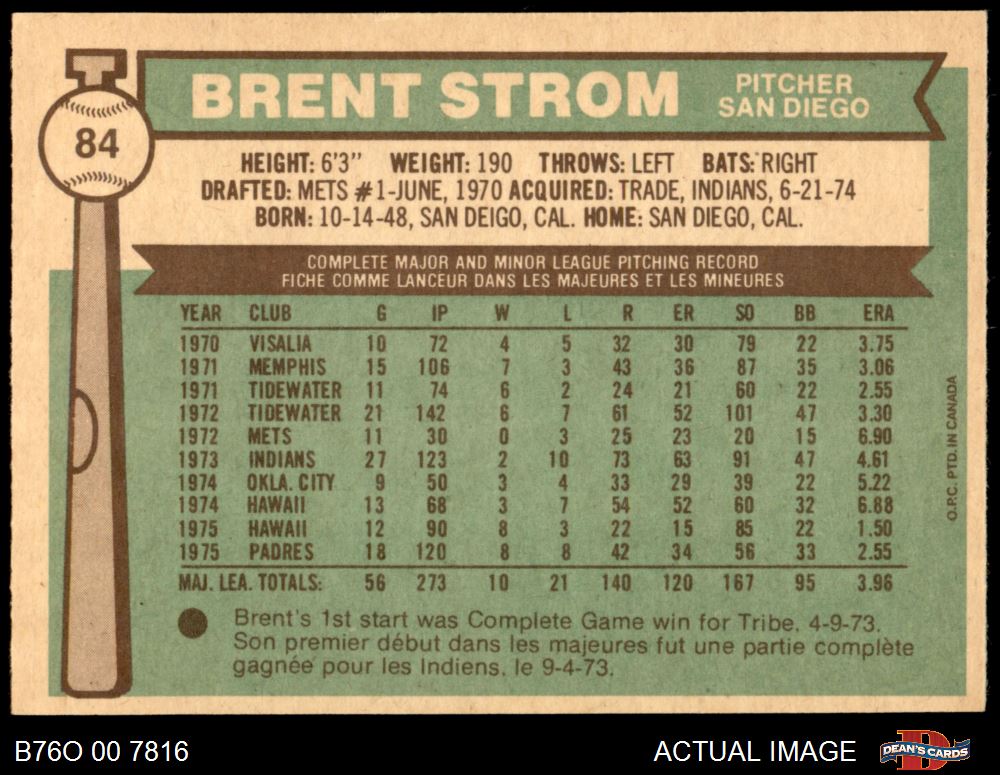 BRENT STROM
PITCHER
SAN DIEGO
84
HEIGHT: 6'3" WEIGHT: 190 THROWS: LEFT BATS: RIGHT
DRAFTED: METS #1-JUNE, 1970 ACQUIRED: TRADE, INDIANS, 6-21-74
BORN: 10-14-48, SAN DEIGO, CAL. HOME: SAN DIEGO, CAL.
COMPLETE MAJOR AND MINOR LEAGUE PITCHING RECORD
FICHE COMME LANCEUR DANS LES MAJEURES ET LES MINEURES
YEAR CLUB G IP W L R ER SO BB ERA
1970 VISALIA 10 72 4 5 32 30 79 22 3.75
1971 MEMPHIS 15 106 7 3 43 36 87 35 3.06
1971 TIDEWATER 11 74 6 2 24 21 60 22 2.55
1972 TIDEWATER 21 142 6 7 61 52 101 47 3.30
1972 METS 11 30 0 3 25 23 20 15 6.90
1973 INDIANS 27 123 2 10 73 63 91 47 4.61
1974 OKLA. CITY 9 50 3 4 33 29 39 22 5.22
1974 HAWAII 13 68 3 7 54 52 60 32 6.88
1975 HAWAII 12 90 8 3 22 15 85 22 1.50
1975 PADRES 18 120 8 8 42 34 56 33 2.55
MAJ. LEA. TOTALS: 56 273 10 21 140 120 167 95 3.96
Brent's 1st start was Complete Game win for Tribe. 4-9-73.
Son premier début dans les majeures fut une partie complète
gagnée pour les Indiens. le 9-4-73.
O.P.C. PTD. IN CANADA
B76O 00 7816
ACTUAL IMAGE
DEAN'S CARDS